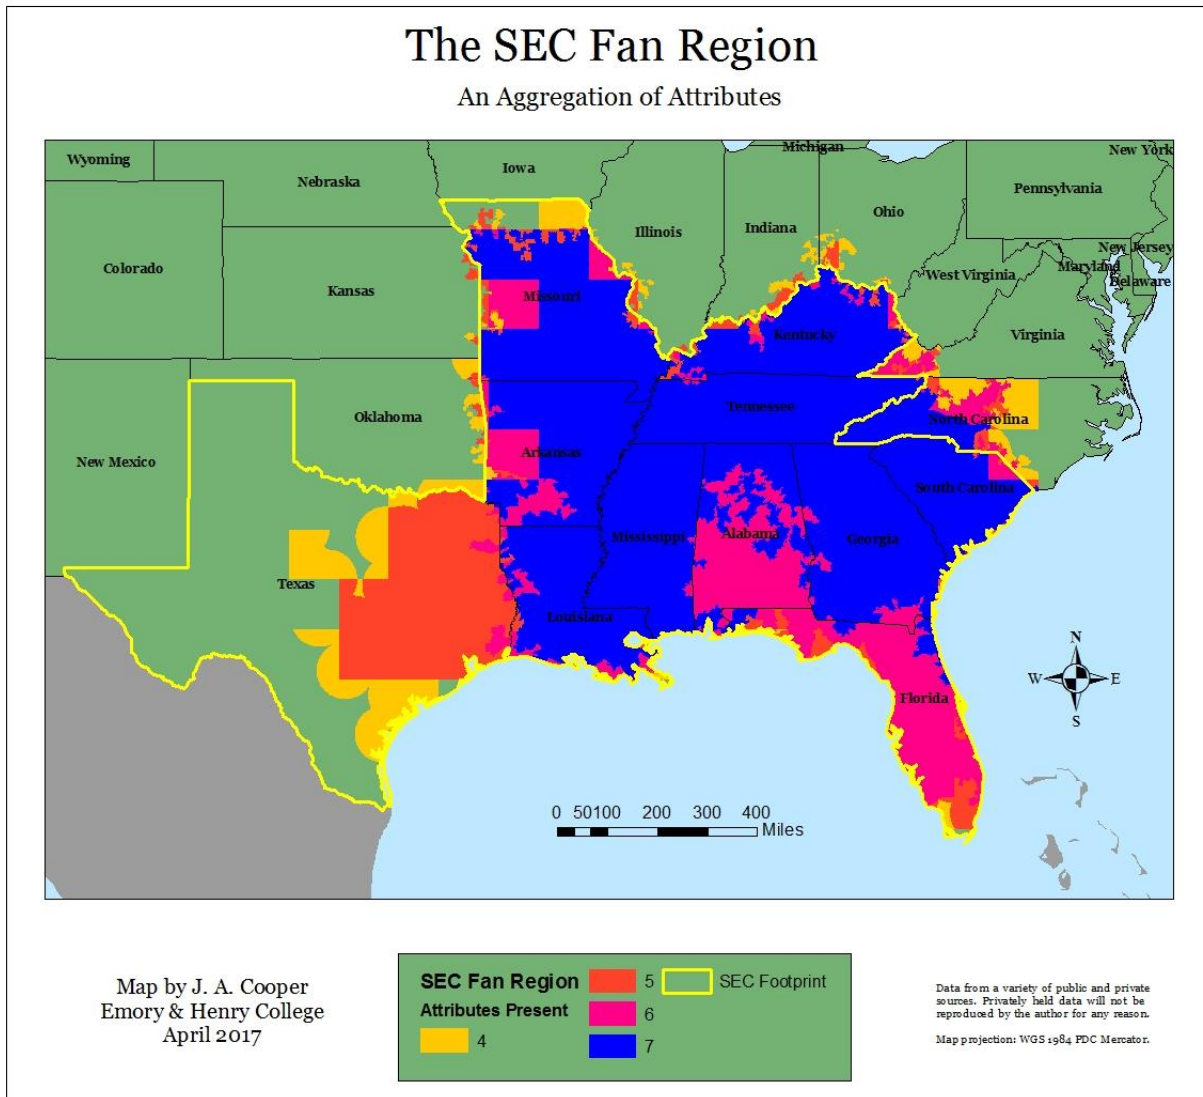 The SEC Fan Region
An Aggregation of Attributes
Wyoming
Nebraska
Iowa
Michigan
New York
Pennsylvania
Illinois
Indiana
Ohio
New Jersey
Maryland
Delaware
West Virginia
Virginia
Colorado
Kansas
Missouri
Kentucky
Oklahoma
Tennessee
North Carolina
New Mexico
Arkansas
South Carolina
Mississippi
Alabama
Georgia
Texas
Louisiana
Florida
N
W
E
S
0 50100 200 300 400
Miles
Map by J. A. Cooper
Emory & Henry College
April 2017
SEC Fan Region
Attributes Present
4
5
6
7
SEC Footprint
Data from a variety of public and private
sources. Privately held data will not be
reproduced by the author for any reason.
Map projection: WGS 1984 PDC Mercator.